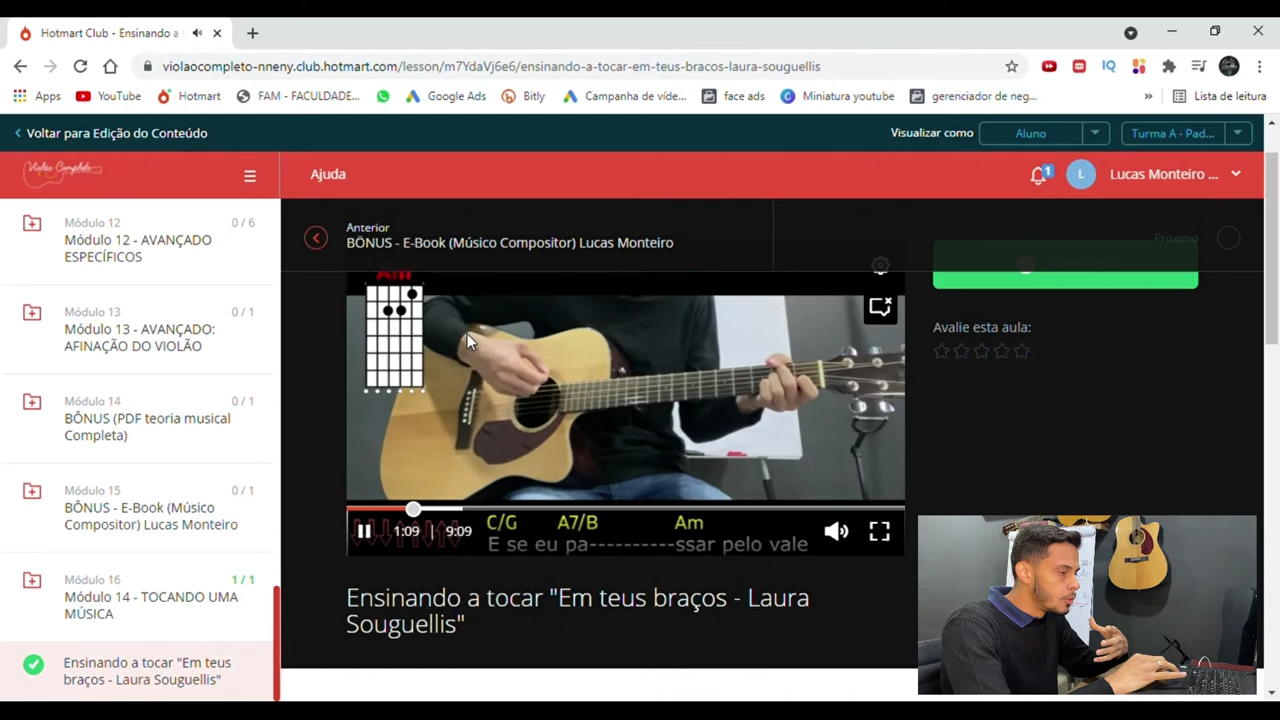 Hotmart Club - Ensinando a
violaocompleto-nneny.club.hotmart.com/lesson/m7YdaVj6e6/ensinando-a-tocar-em-teus-bracos-laura-souguellis
Apps YouTube Hotmart FAM - FACULDADE... Google Ads Bitly Campanha de víde... face ads Miniatura youtube gerenciador de neg... » Lista de leitura
Voltar para Edição do Conteúdo
Visualizar como Aluno Turma A - Pad...
Violão Completo
Ajuda
1 L Lucas Monteiro ...
Módulo 12 0 / 6
Módulo 12 - AVANÇADO
ESPECÍFICOS
Módulo 13 0 / 1
Módulo 13 - AVANÇADO:
AFINAÇÃO DO VIOLÃO
Módulo 14 0 / 1
BÔNUS (PDF teoria musical
Completa)
Módulo 15 0 / 1
BÔNUS - E-Book (Músico
Compositor) Lucas Monteiro
Módulo 16 1 / 1
Módulo 14 - TOCANDO UMA
MÚSICA
Ensinando a tocar "Em teus
braços - Laura Souguellis"
Anterior
BÔNUS - E-Book (Músico Compositor) Lucas Monteiro
Próximo
Am
Avalie esta aula:
1:09 9:09
C/G A7/B Am
E se eu pa----------ssar pelo vale
Ensinando a tocar "Em teus braços - Laura
Souguellis"